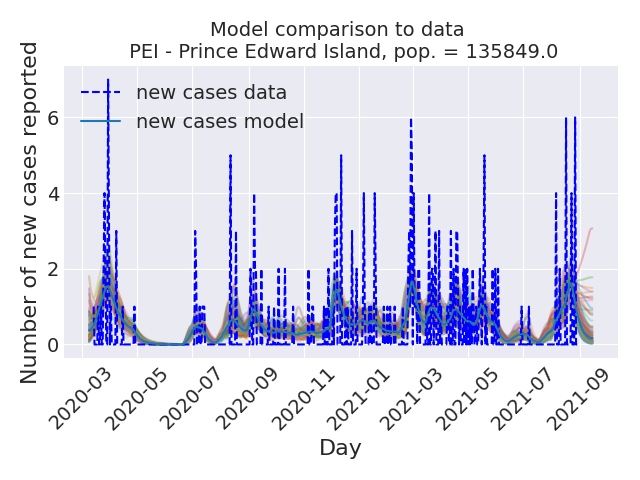 Model comparison to data
PEI - Prince Edward Island, pop. = 135849.0
Number of new cases reported
6
4
2
0
new cases data
new cases model
2020-03
2020-05
2020-07
2020-09
2020-11
2021-01
2021-03
2021-05
2021-07
2021-09
Day